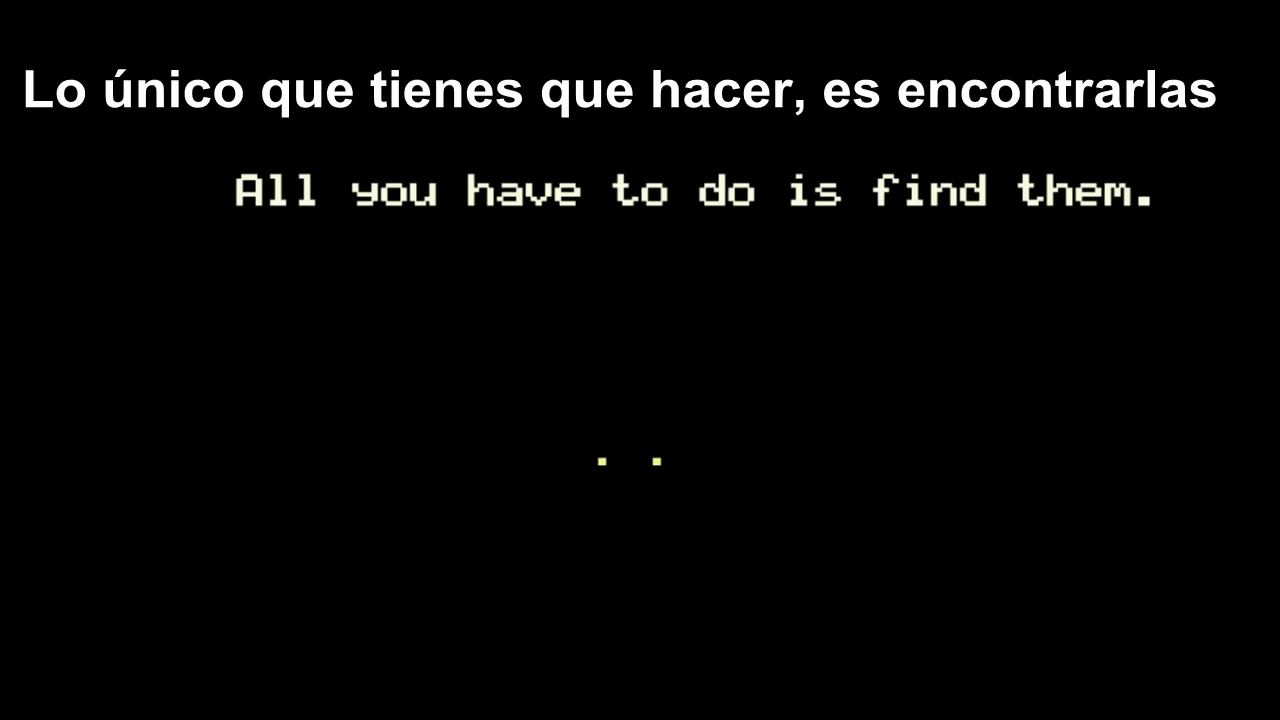 Lo único que tienes que hacer, es encontrarlas
All you have to do is find them.
. .